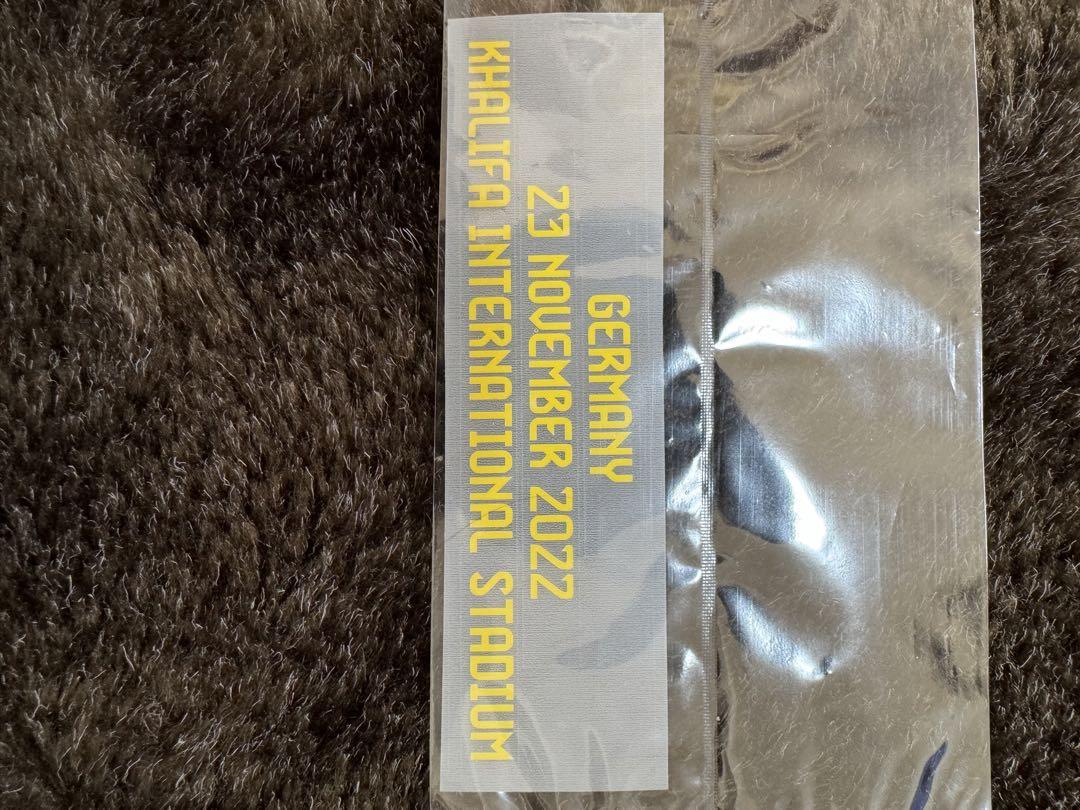 GERMANY
23 NOVEMBER 2022
KHALIFA INTERNATIONAL STADIUM